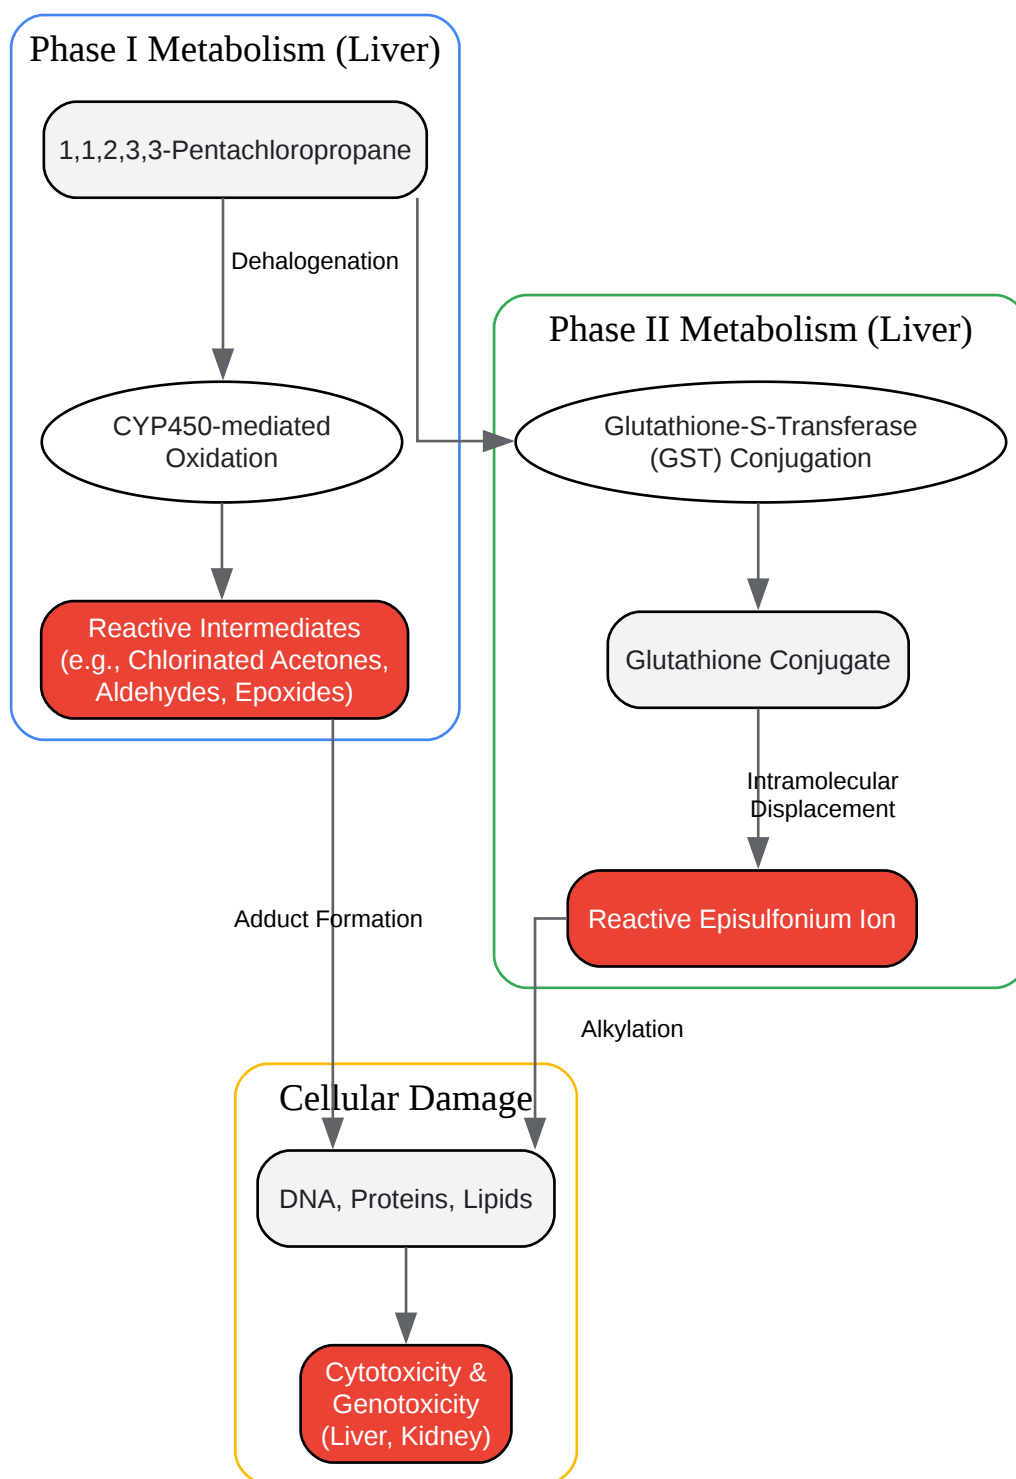 Phase I Metabolism (Liver)
1,1,2,3,3-Pentachloropropane
Dehalogenation
Phase II Metabolism (Liver)
CYP450-mediated
Oxidation
Glutathione-S-Transferase
(GST) Conjugation
Reactive Intermediates
(e.g., Chlorinated Acetones,
Aldehydes, Epoxides)
Glutathione Conjugate
Intramolecular
Displacement
Adduct Formation
Reactive Episulfonium Ion
Alkylation
Cellular Damage
DNA, Proteins, Lipids
Cytotoxicity &
Genotoxicity
(Liver, Kidney)